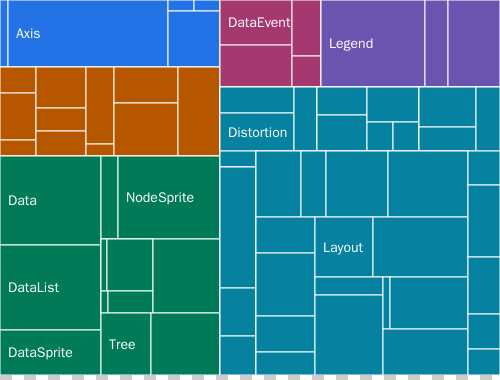 Axis
DataEvent
Legend
Distortion
Data
NodeSprite
Layout
DataList
Tree
DataSprite